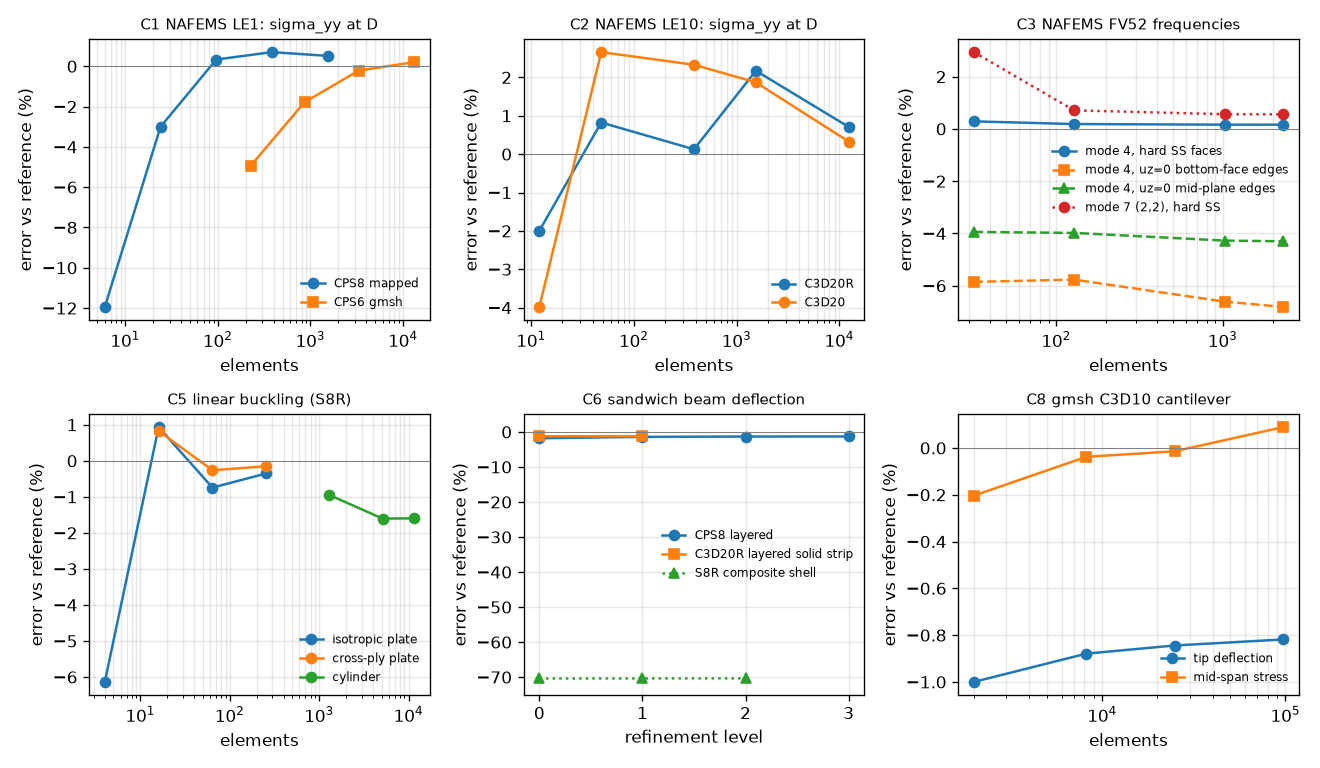 C1 NAFEMS LE1: sigma_yy at D
error vs reference (%)
0
−2
−4
−6
−8
−10
−12
10¹
10²
10³
10⁴
elements
CPS8 mapped
CPS6 gmsh
C2 NAFEMS LE10: sigma_yy at D
error vs reference (%)
2
1
0
−1
−2
−3
−4
10¹
10²
10³
10⁴
elements
C3D20R
C3D20
C3 NAFEMS FV52 frequencies
error vs reference (%)
2
0
−2
−4
−6
10²
10³
elements
mode 4, hard SS faces
mode 4, uz=0 bottom-face edges
mode 4, uz=0 mid-plane edges
mode 7 (2,2), hard SS
C5 linear buckling (S8R)
error vs reference (%)
1
0
−1
−2
−3
−4
−5
−6
10¹
10²
10³
10⁴
elements
isotropic plate
cross-ply plate
cylinder
C6 sandwich beam deflection
error vs reference (%)
0
−10
−20
−30
−40
−50
−60
−70
0
1
2
3
refinement level
CPS8 layered
C3D20R layered solid strip
S8R composite shell
C8 gmsh C3D10 cantilever
error vs reference (%)
0.0
−0.2
−0.4
−0.6
−0.8
−1.0
10⁴
10⁵
elements
tip deflection
mid-span stress